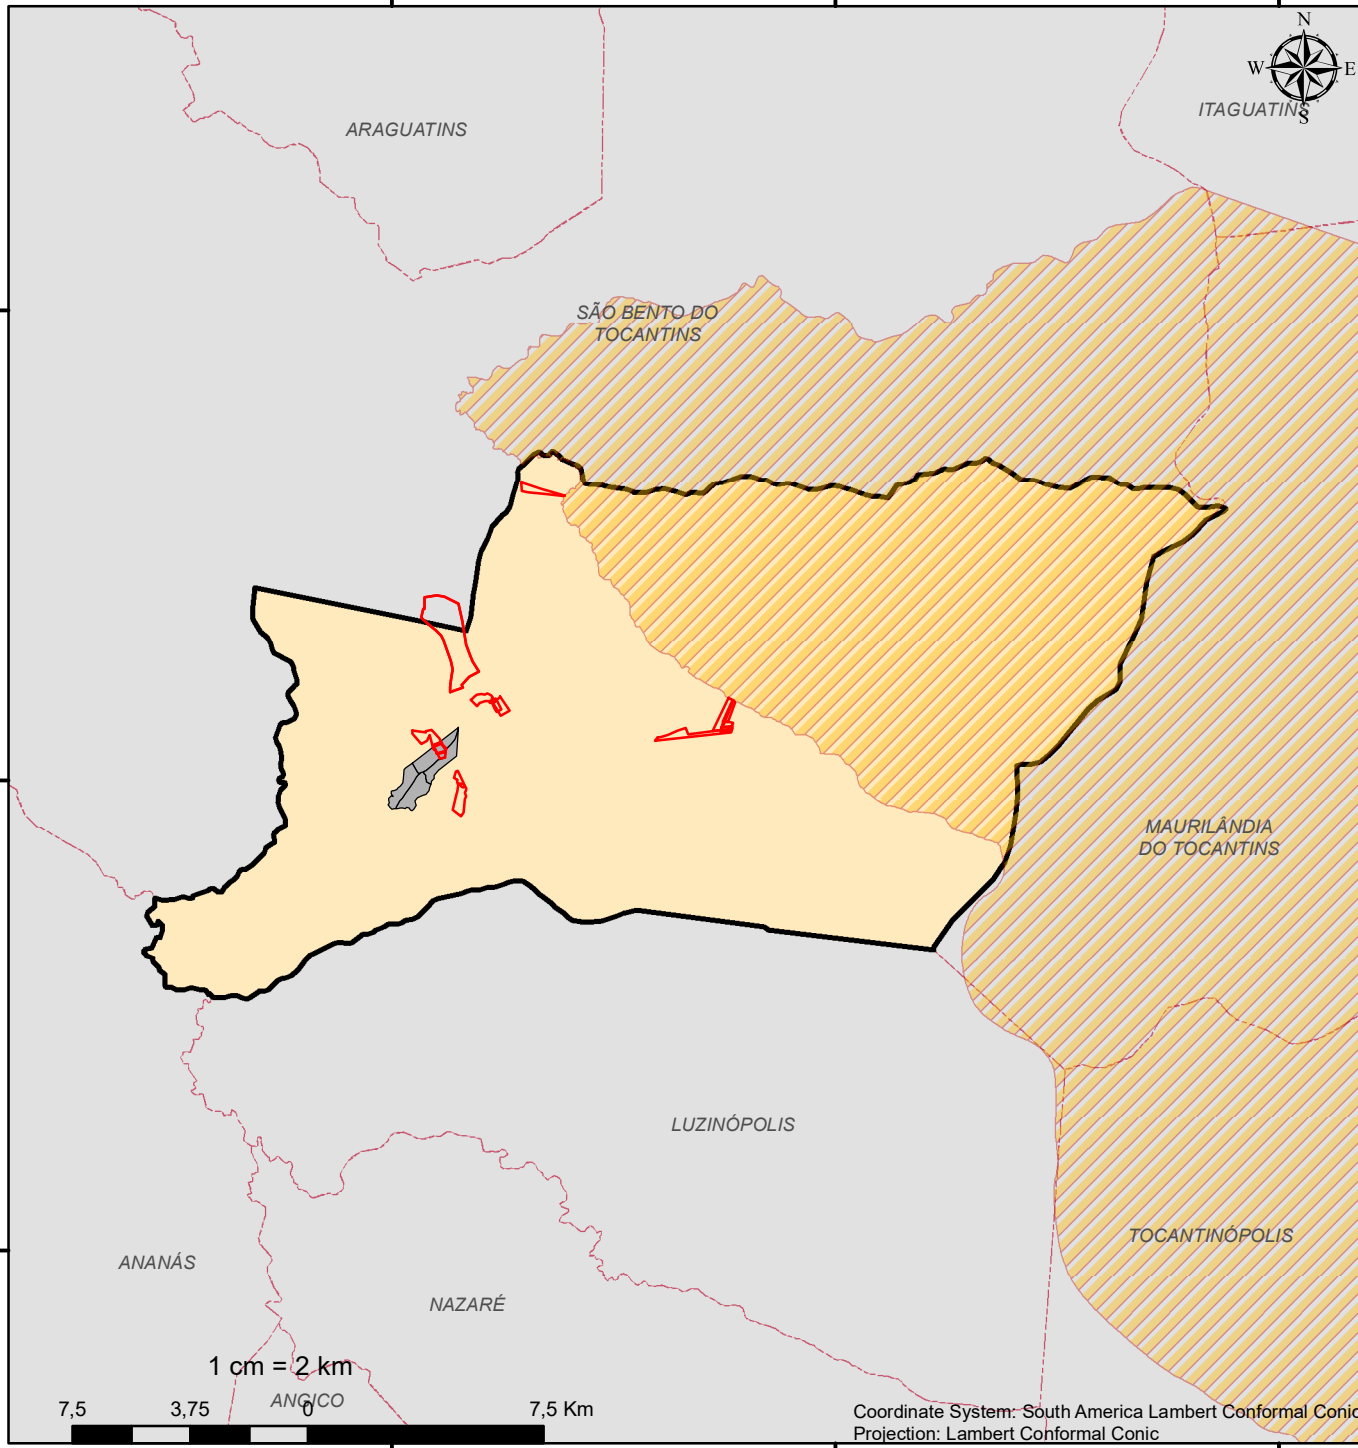 N
W E
S
ITAGUATINS
ARAGUATINS
SÃO BENTO DO
TOCANTINS
MAURILÂNDIA
DO TOCANTINS
LUZINÓPOLIS
TOCANTINÓPOLIS
ANANÁS
NAZARÉ
1 cm = 2 km
ANGICO
7,5 3,75 0 7,5 Km
Coordinate System: South America Lambert Conformal Conic
Projection: Lambert Conformal Conic